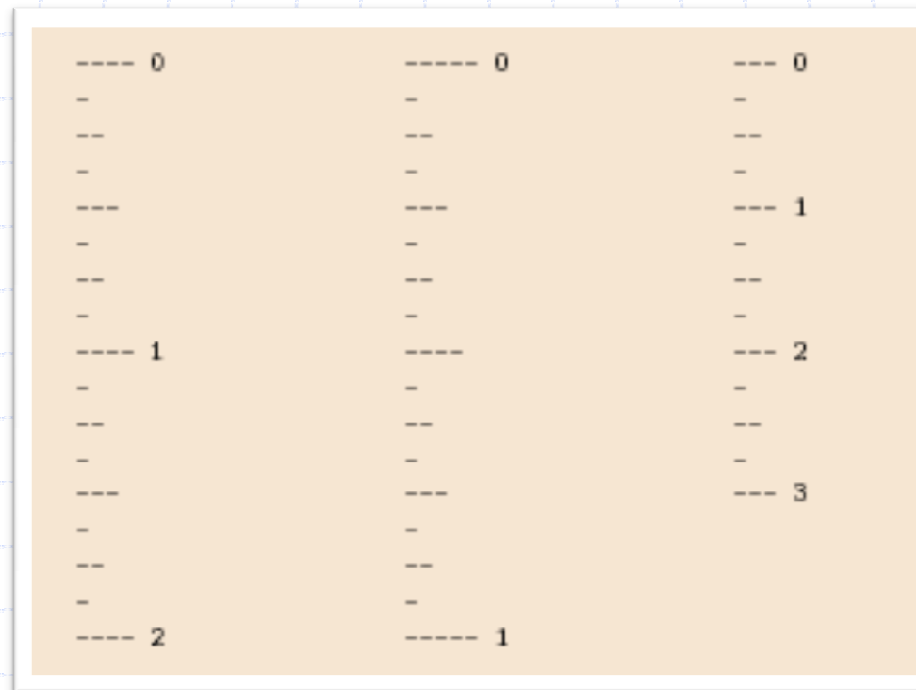 ---- 0          ----- 0          --- 0
-               -                -
--              --               --
-               -                -
---             ---              --- 1
-               -                -
--              --               --
-               -                -
---- 1          ----             --- 2
-               -                -
--              --               --
-               -                -
---             ---              --- 3
-               -
--              --
-               -
---- 2          ----- 1